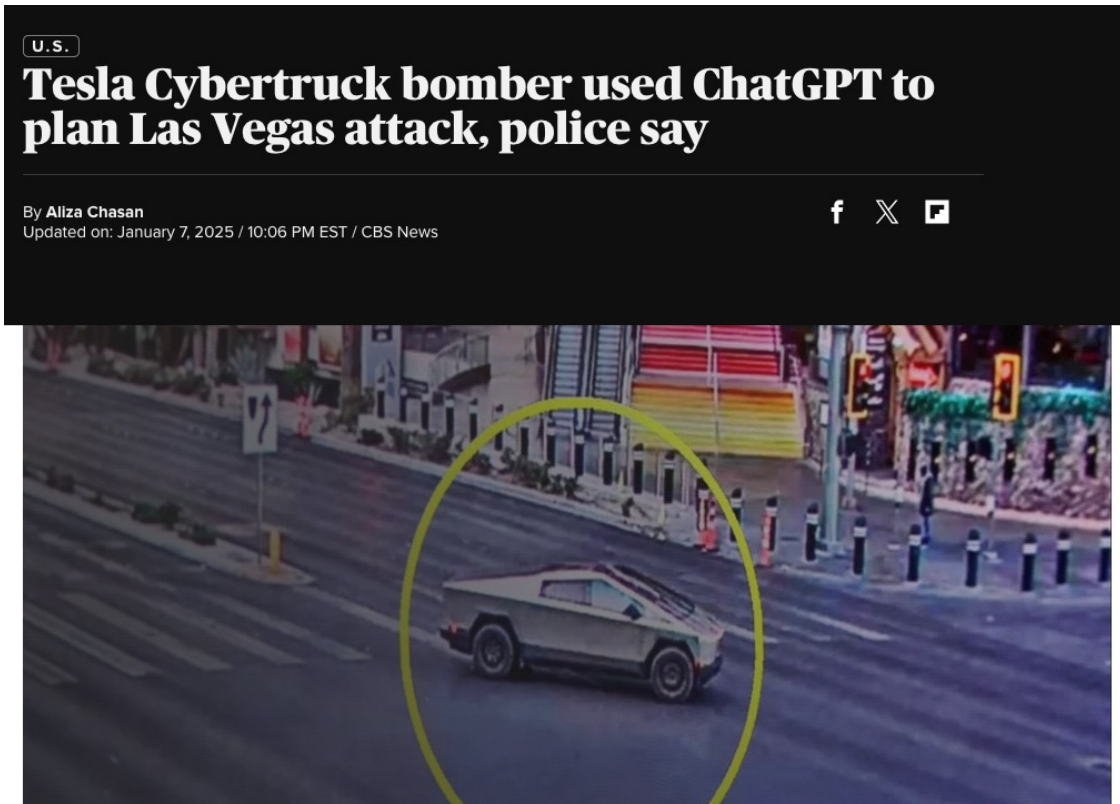 U.S.
Tesla Cybertruck bomber used ChatGPT to
plan Las Vegas attack, police say
By Aliza Chasan
Updated on: January 7, 2025 / 10:06 PM EST / CBS News